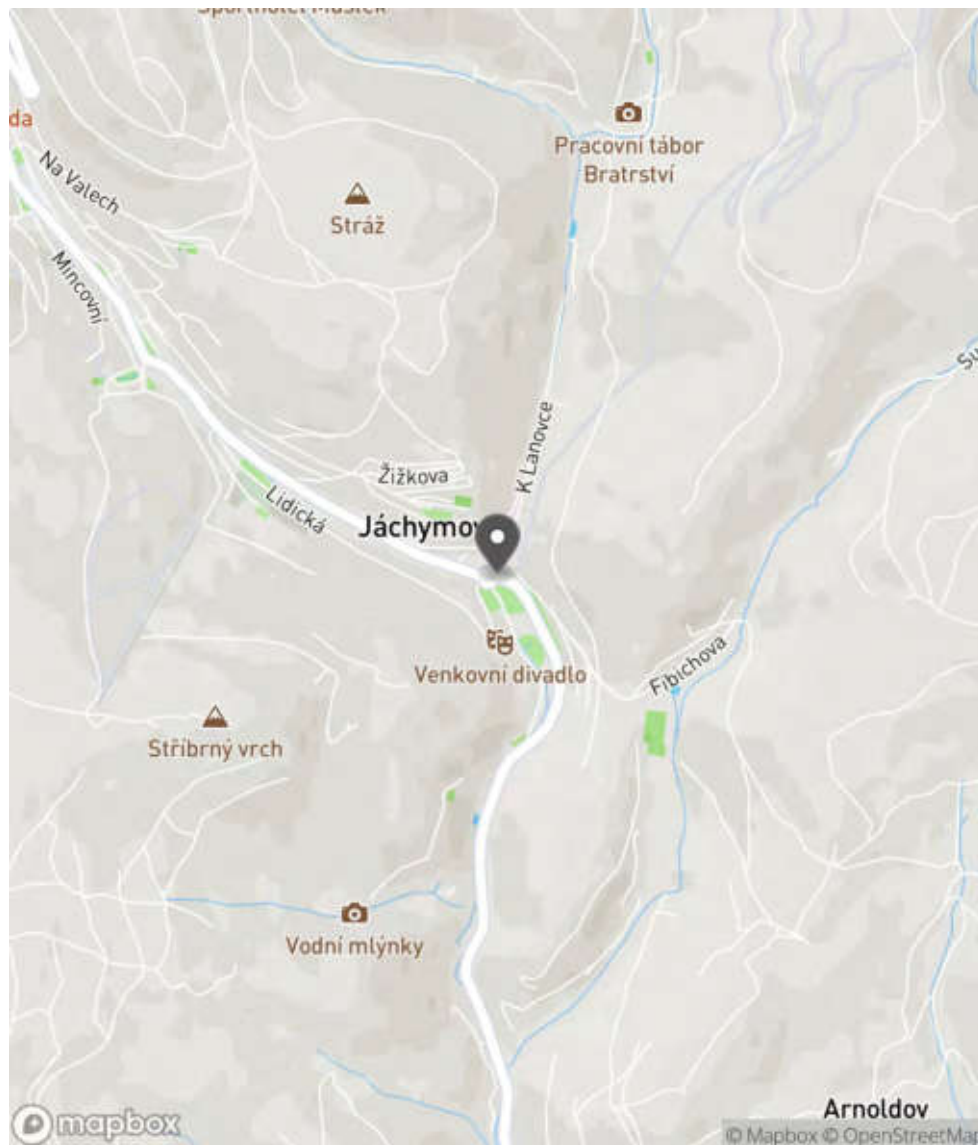 da
Na Valech
Mincovní
Stráž
Pracovní tábor
Bratrství
K Lanovce
Žižkova
Lidická
Jáchymov
Venkovní divadlo
Fibichova
Stříbrný vrch
Vodní mlýnky
Arnoldov
mapbox
© Mapbox © OpenStreetMap